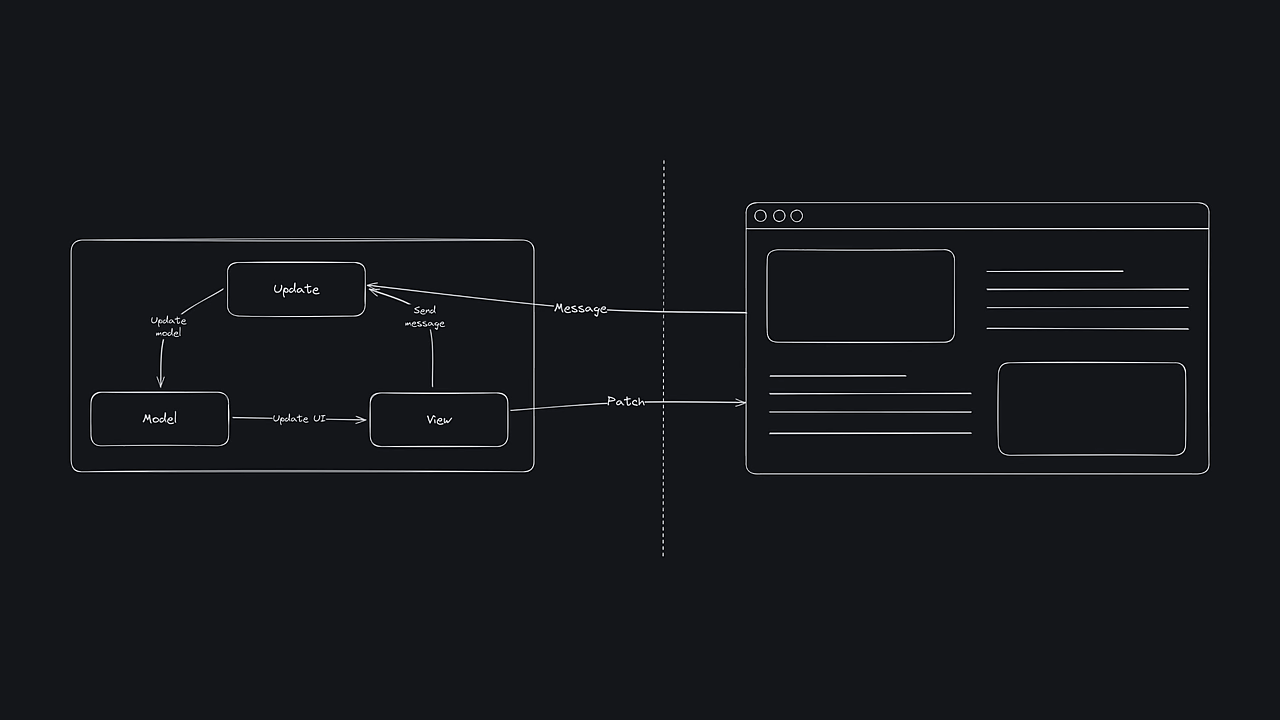 Update
Send
message
Message
Update
model
Patch
Model
Update UI
View